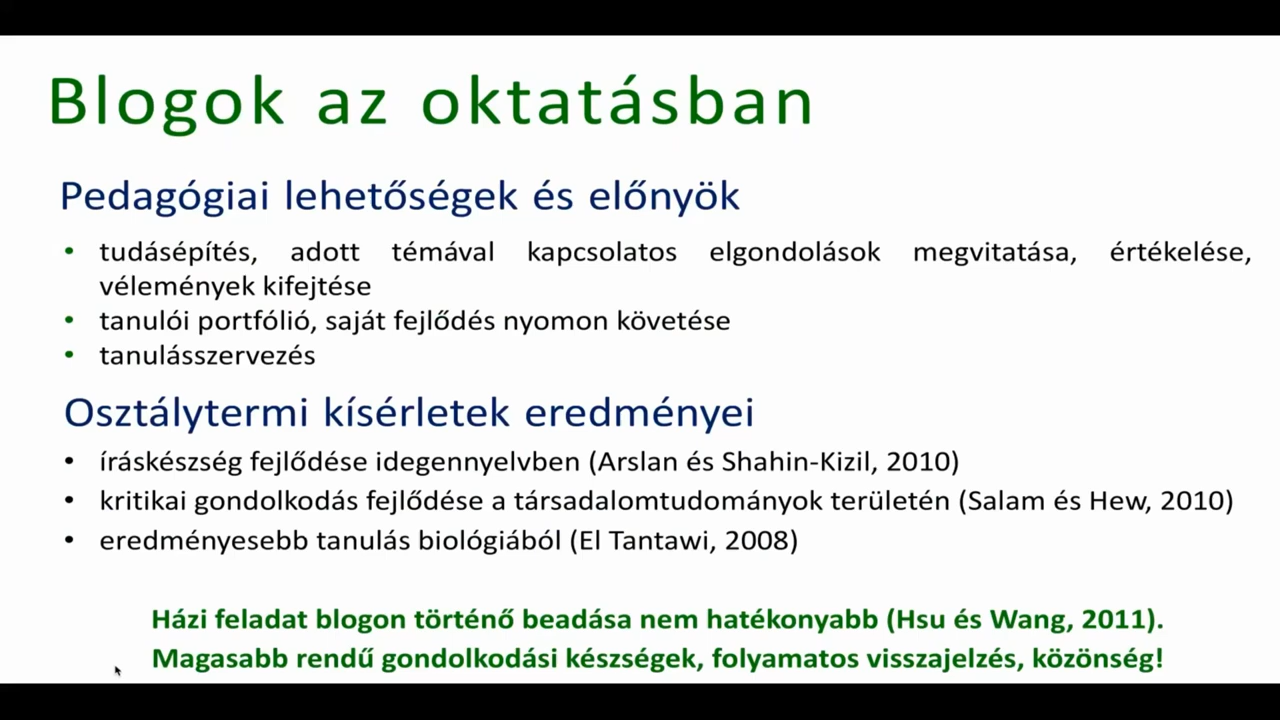 Blogok az oktatásban
Pedagógiai lehetőségek és előnyök
• tudásépítés, adott témával kapcsolatos elgondolások megvitatása, értékelése,
vélemények kifejtése
• tanulói portfólió, saját fejlődés nyomon követése
• tanulásszervezés
Osztálytermi kísérletek eredményei
• íráskészség fejlődése idegennyelvben (Arslan és Shahin-Kizil, 2010)
• kritikai gondolkodás fejlődése a társadalomtudományok területén (Salam és Hew, 2010)
• eredményesebb tanulás biológiából (El Tantawi, 2008)
Házi feladat blogon történő beadása nem hatékonyabb (Hsu és Wang, 2011).
Magasabb rendű gondolkodási készségek, folyamatos visszajelzés, közönség!